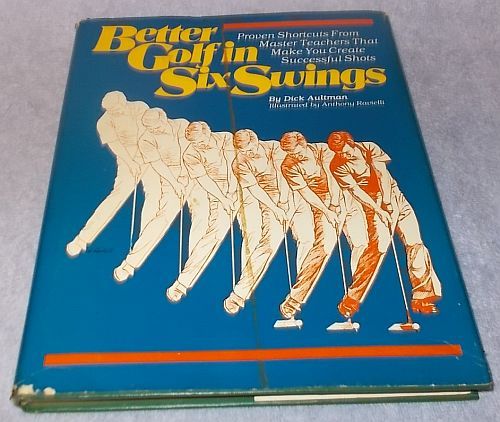 Better
Golf in
Six Swings
Proven Shortcuts From
Master Teachers That
Make You Create
Successful Shots
By Dick Aultman
Illustrated by Anthony Ravielli